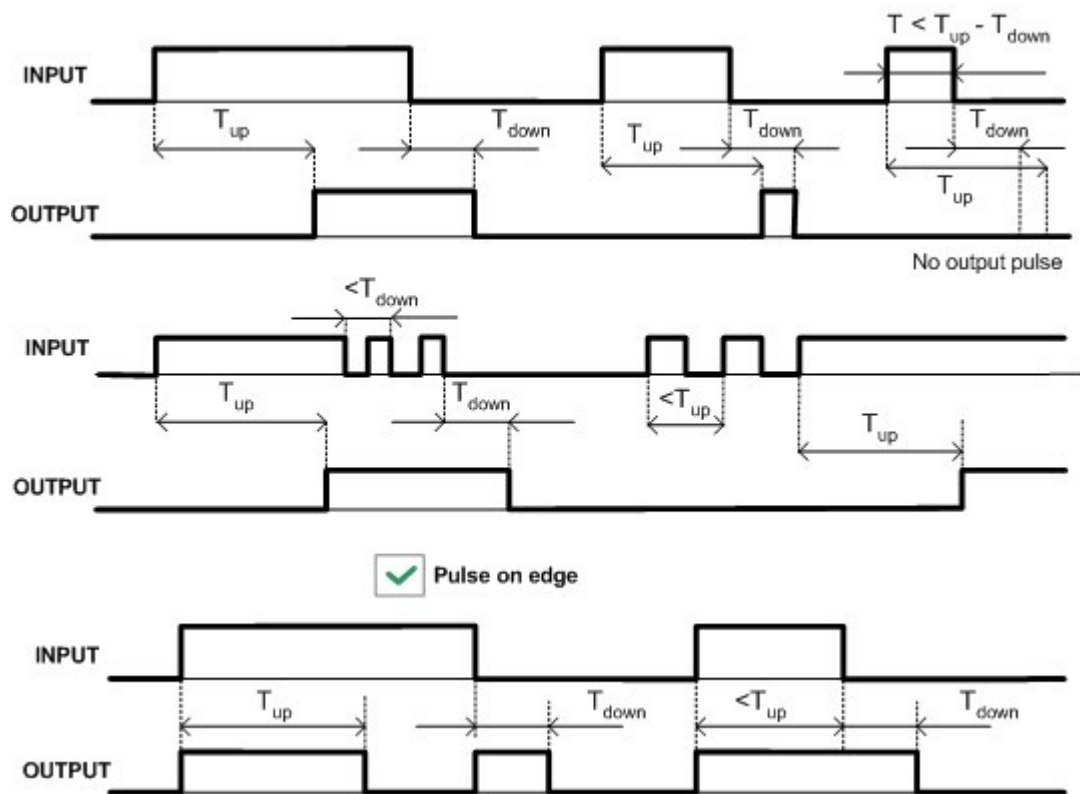 T < Tup - Tdown
INPUT
Tup
Tdown
Tup
Tdown
Tdown
Tup
OUTPUT
No output pulse
<Tdown
INPUT
Tup
Tdown
<Tup
Tup
OUTPUT
Pulse on edge
INPUT
Tup
Tdown
<Tup
Tdown
OUTPUT